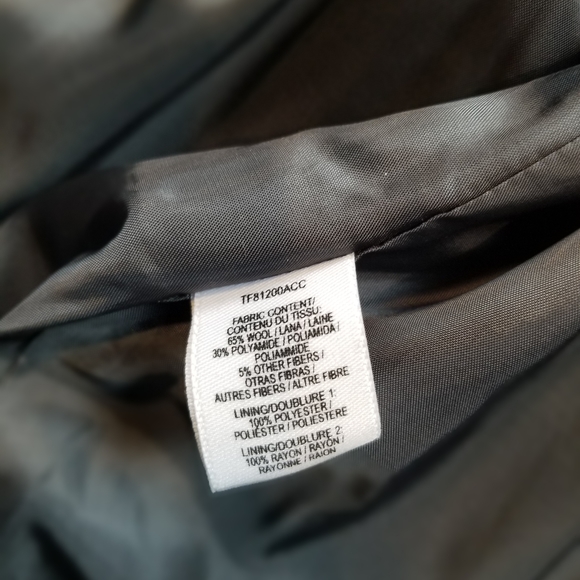 TF81200ACC
FABRIC CONTENT/
CONTENU DU TISSU:
65% WOOL / LANA / LAINE
30% POLYAMIDE / POLIAMIDA /
POLIAMMIDE
5% OTHER FIBERS /
OTRAS FIBRAS /
AUTRES FIBERS / ALTRE FIBRE
LINING/DOUBLURE 1:
100% POLYESTER /
POLIÉSTER / POLIESTERE
LINING/DOUBLURE 2:
100% RAYON / RAYON /
RAYONNE / RAION